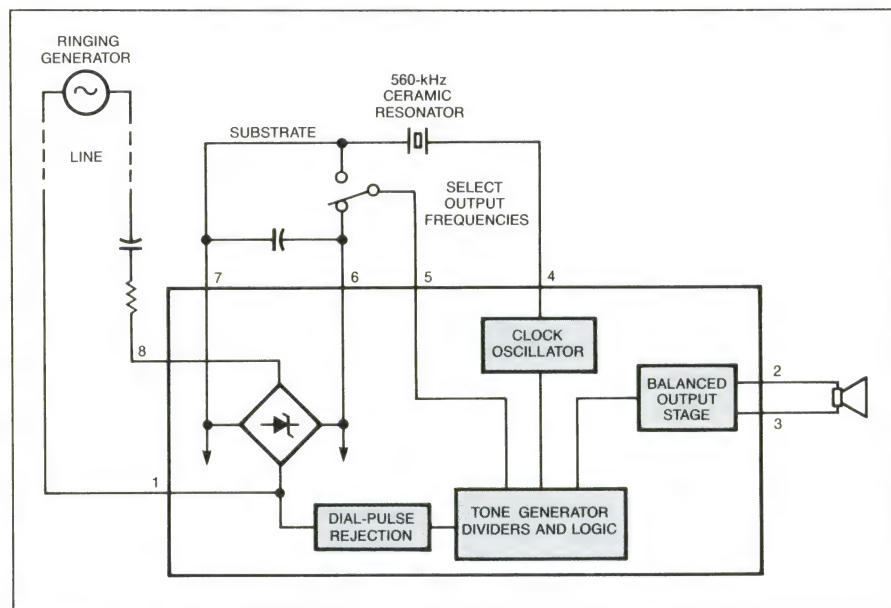 RINGING
GENERATOR
560-kHz
CERAMIC
RESONATOR
SUBSTRATE
LINE
SELECT
OUTPUT
FREQUENCIES
7
6
5
4
CLOCK
OSCILLATOR
8
BALANCED
OUTPUT
STAGE
2
3
1
DIAL-PULSE
REJECTION
TONE GENERATOR
DIVIDERS AND LOGIC